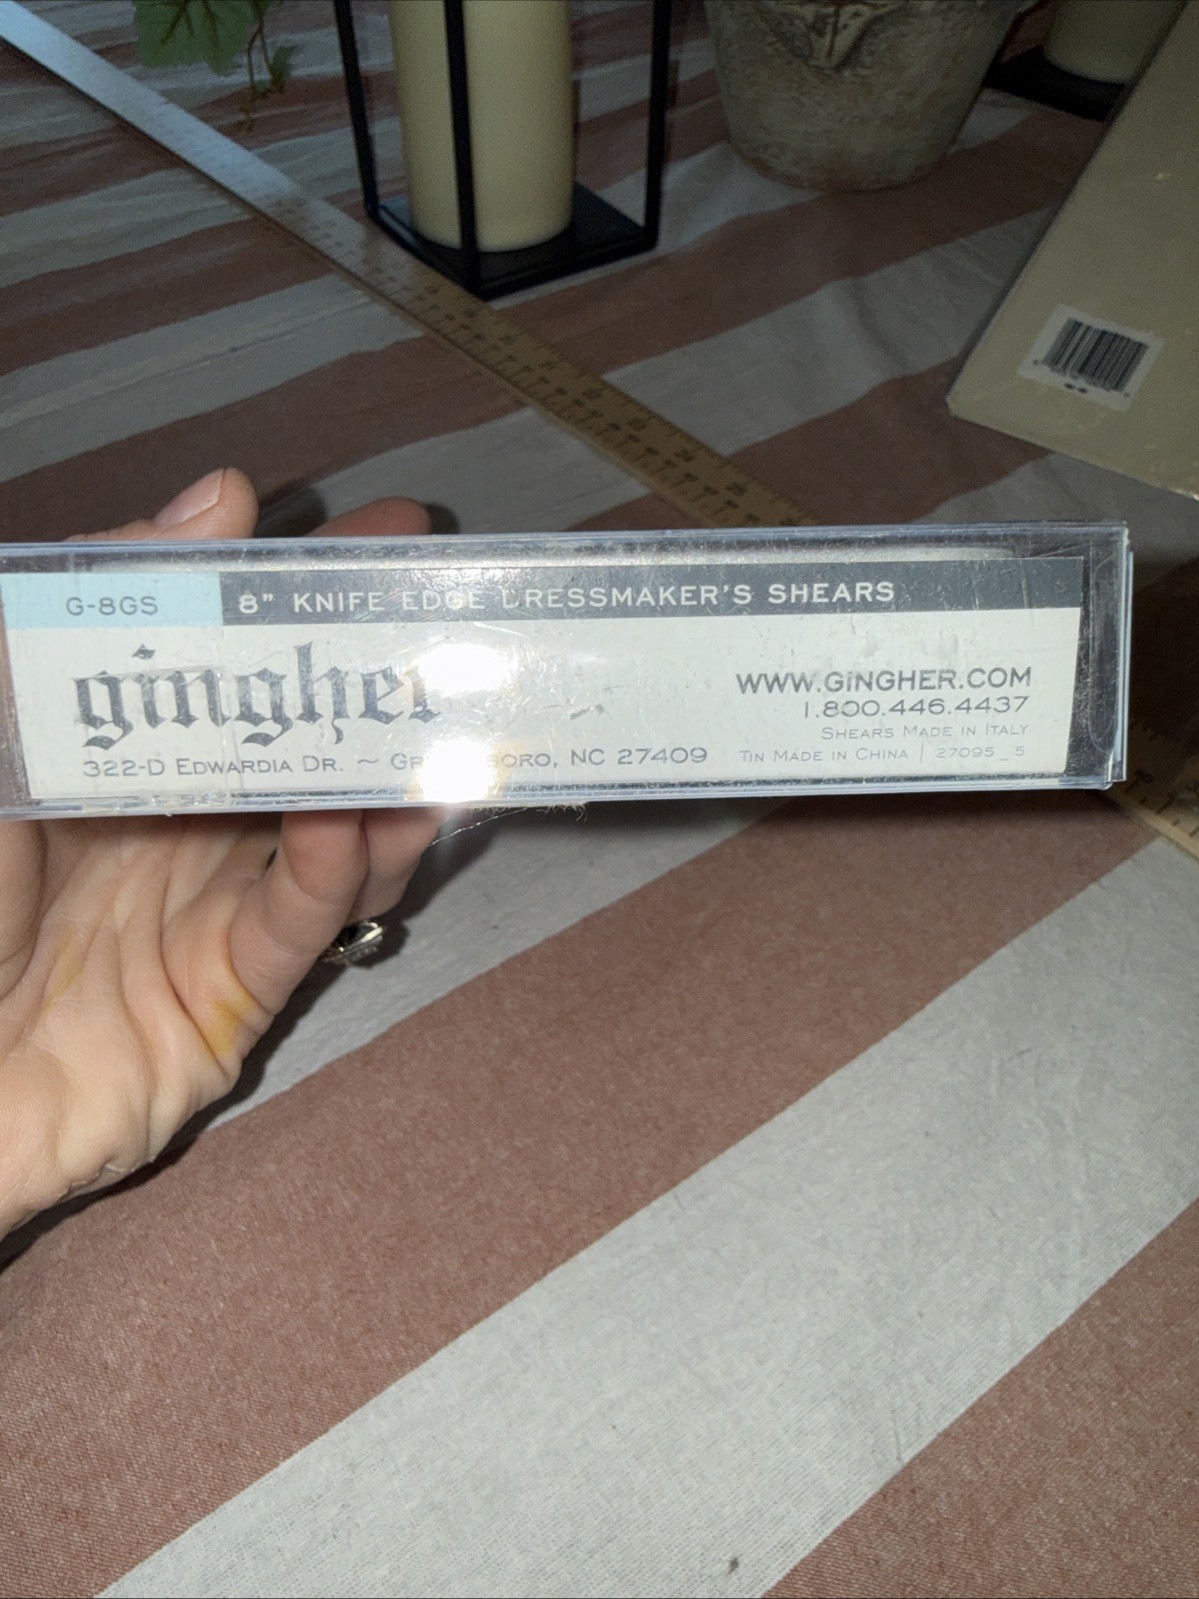 G-8GS
8" KNIFE EDGE DRESSMAKER'S SHEARS
gingher
WWW.GINGHER.COM
1.800.446.4437
SHEARS MADE IN ITALY
322-D EDWARDIA DR. ~ NC 27409
TIN MADE IN CHINA | 27095_5